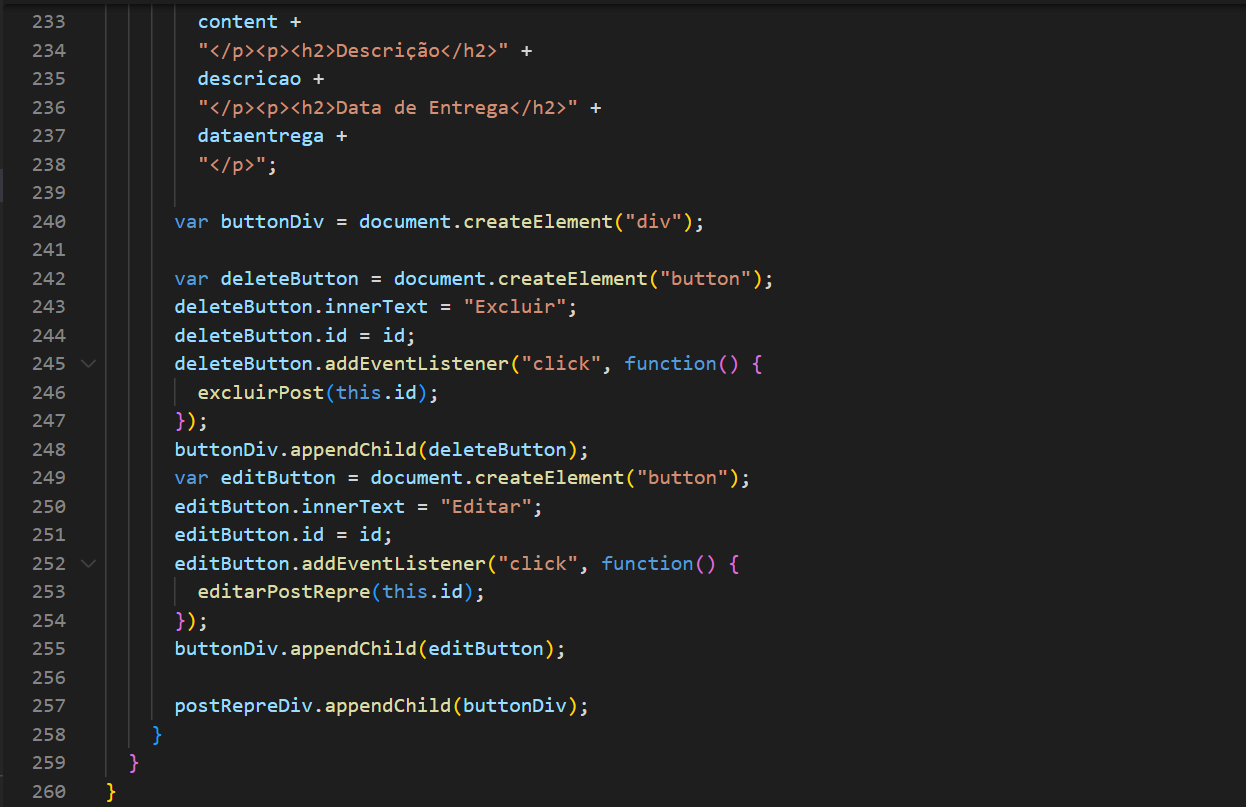 233 content +
234 "</p><p><h2>Descrição</h2>" +
235 descricao +
236 "</p><p><h2>Data de Entrega</h2>" +
237 dataentrega +
238 "</p>";
239
240 var buttonDiv = document.createElement("div");
241
242 var deleteButton = document.createElement("button");
243 deleteButton.innerText = "Excluir";
244 deleteButton.id = id;
245 deleteButton.addEventListener("click", function() {
246 excluirPost(this.id);
247 });
248 buttonDiv.appendChild(deleteButton);
249 var editButton = document.createElement("button");
250 editButton.innerText = "Editar";
251 editButton.id = id;
252 editButton.addEventListener("click", function() {
253 editarPostRepre(this.id);
254 });
255 buttonDiv.appendChild(editButton);
256
257 postRepreDiv.appendChild(buttonDiv);
258 }
259 }
260 }